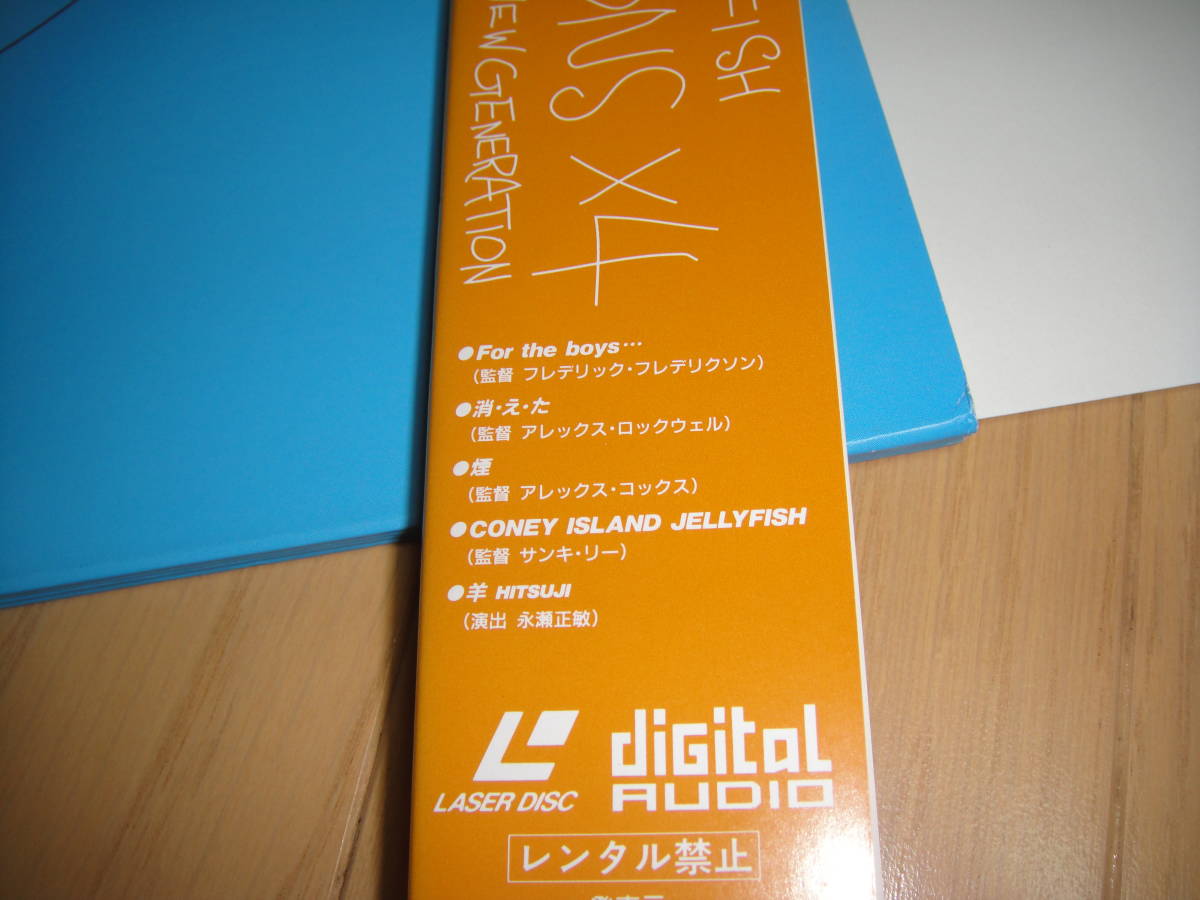 FISH
×4
NEW GENERATION
●For the boys…
(監督 フレデリック・フレデリクソン)
●消・え・た
(監督 アレックス・ロックウェル)
●煙
(監督 アレックス・コックス)
●CONEY ISLAND JELLYFISH
(監督 サンキ・リー)
●羊 HITSUJI
(演出 永瀬正敏)
LASER DISC
diGital AUDIO
レンタル禁止